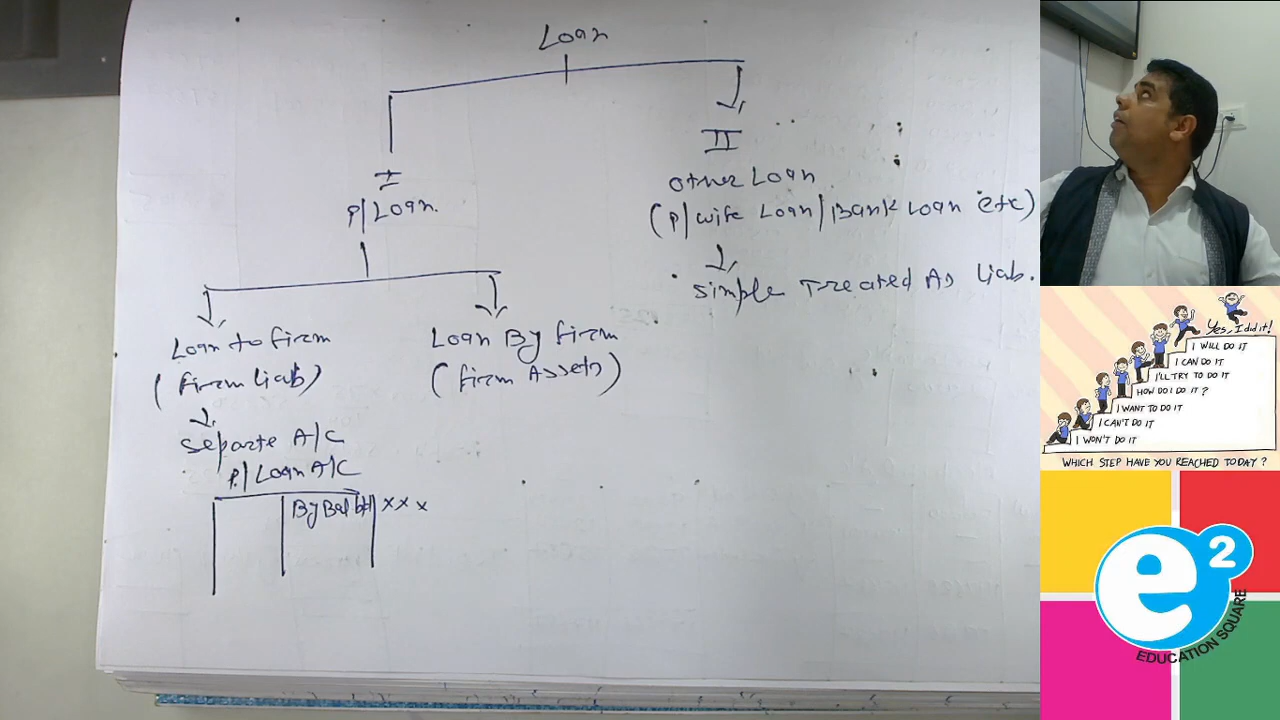 Loan
I
P/Loan.
II
other Loan
(P/wife Loan/Bank Loan etc)
simple Treated As Liab.
Loan to firm
(firm Liab)
separte A/C
P/Loan A/C
By Bal b/d xxx
Loan By firm
(firm Assets)
Yes, I did it!
I WILL DO IT
I CAN DO IT
I'LL TRY TO DO IT
HOW DO I DO IT?
I WANT TO DO IT
I CAN'T DO IT
I WON'T DO IT
WHICH STEP HAVE YOU REACHED TODAY?
e2
EDUCATION SQUARE